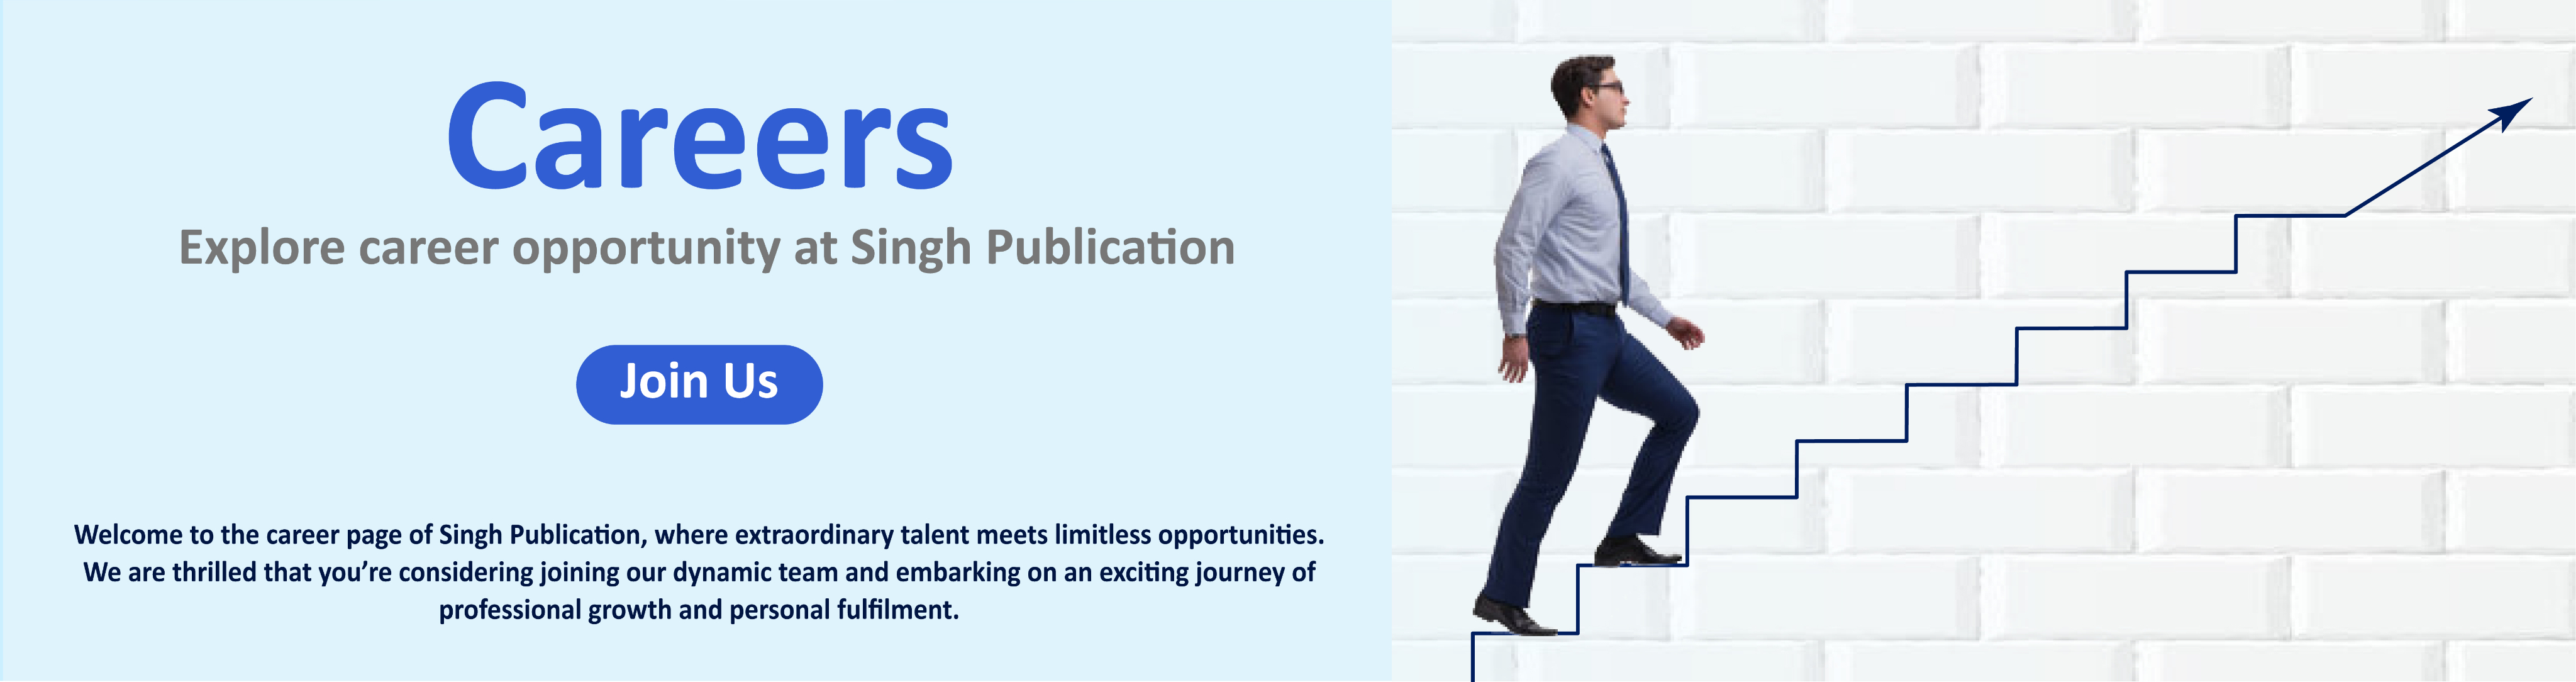 Careers
Explore career opportunity at Singh Publication
Join Us
Welcome to the career page of Singh Publication, where extraordinary talent meets limitless opportunities.
We are thrilled that you’re considering joining our dynamic team and embarking on an exciting journey of
professional growth and personal fulfilment.